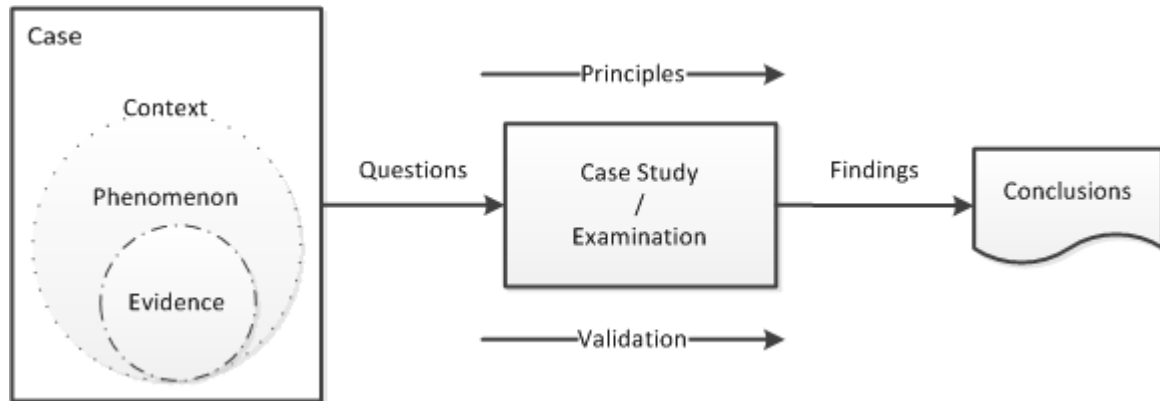 Case
Context
Phenomenon
Evidence
Questions
Principles
Case Study
/
Examination
Validation
Findings
Conclusions